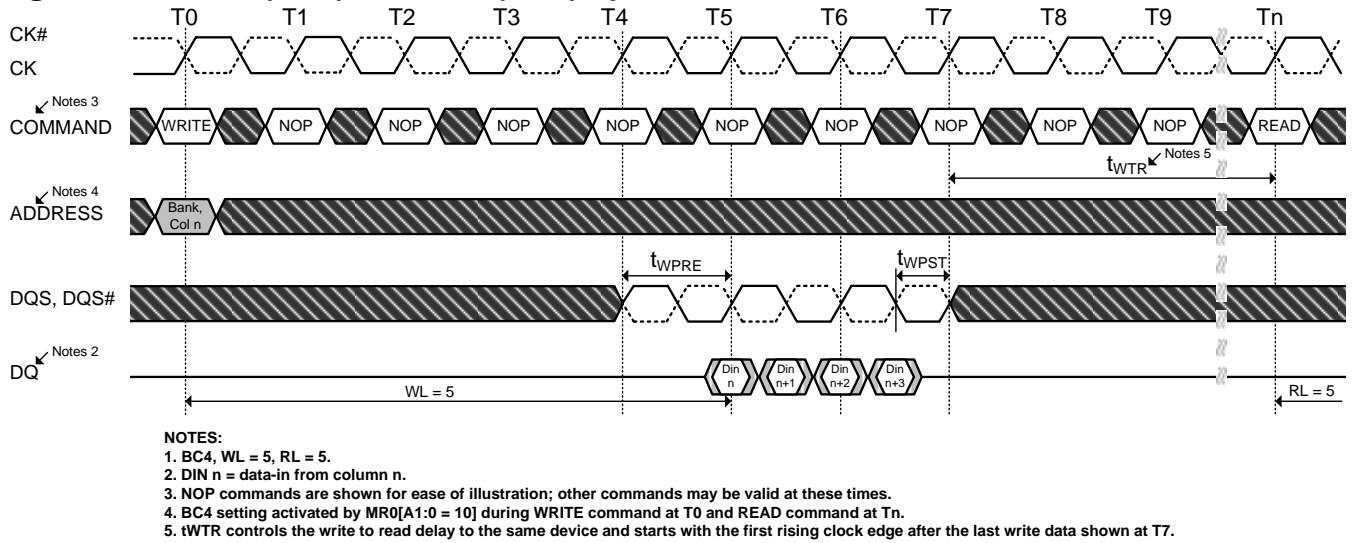 T0 T1 T2 T3 T4 T5 T6 T7 T8 T9 Tn
CK#
CK
Notes 3
COMMAND WRITE NOP NOP NOP NOP NOP NOP NOP NOP NOP READ
tWTR Notes 5
Notes 4
ADDRESS
Bank,
Col n
tWPRE tWPST
DQS, DQS#
Notes 2
DQ
Din
n
Din
n+1
Din
n+2
Din
n+3
WL = 5 RL = 5
NOTES:
1. BC4, WL = 5, RL = 5.
2. DIN n = data-in from column n.
3. NOP commands are shown for ease of illustration; other commands may be valid at these times.
4. BC4 setting activated by MR0[A1:0 = 10] during WRITE command at T0 and READ command at Tn.
5. tWTR controls the write to read delay to the same device and starts with the first rising clock edge after the last write data shown at T7.